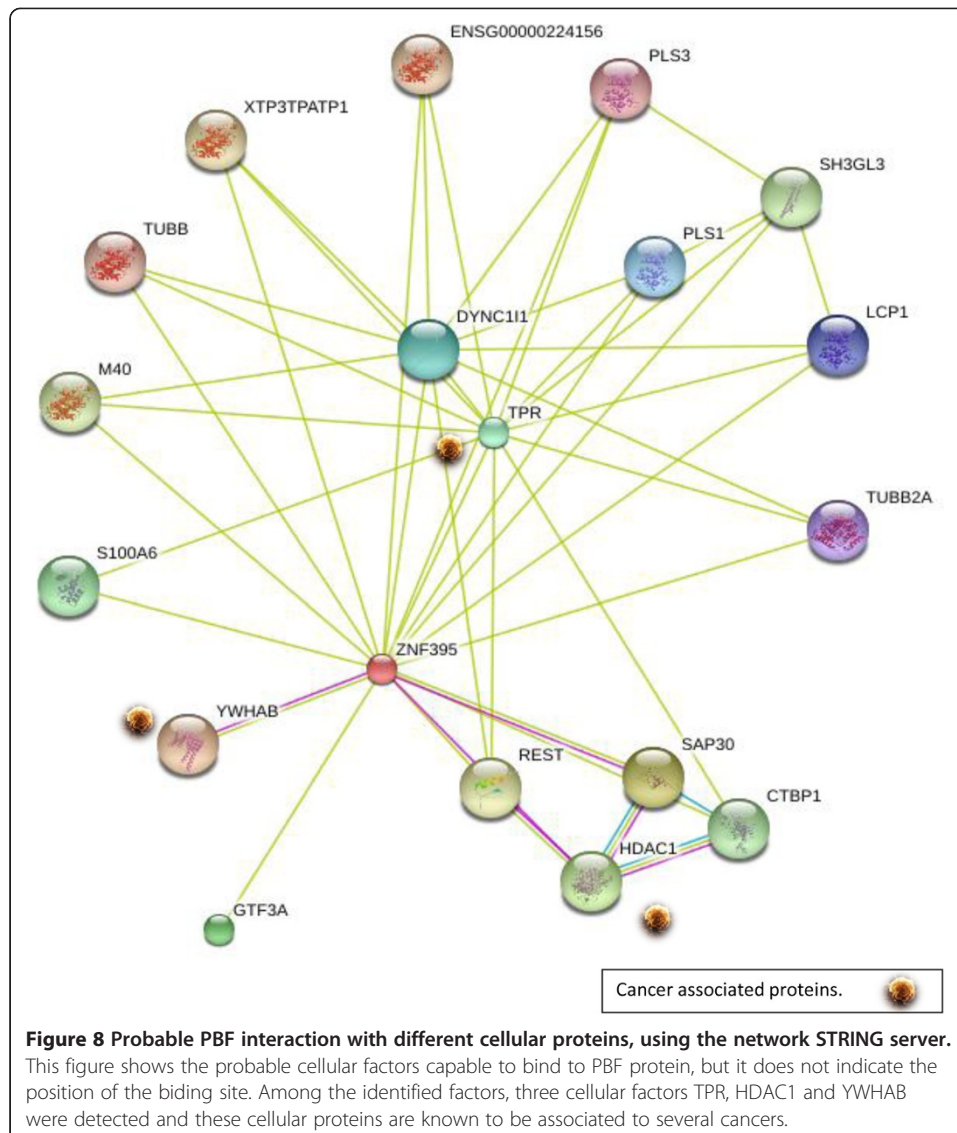 ENSG00000224156
PLS3
XTP3TPATP1
SH3GL3
TUBB
PLS1
DYNC1I1
LCP1
M40
TPR
TUBB2A
S100A6
ZNF395
YWHAB
SAP30
REST
CTBP1
HDAC1
GTF3A
Cancer associated proteins.
Figure 8 Probable PBF interaction with different cellular proteins, using the network STRING server.
This figure shows the probable cellular factors capable to bind to PBF protein, but it does not indicate the
position of the biding site. Among the identified factors, three cellular factors TPR, HDAC1 and YWHAB
were detected and these cellular proteins are known to be associated to several cancers.